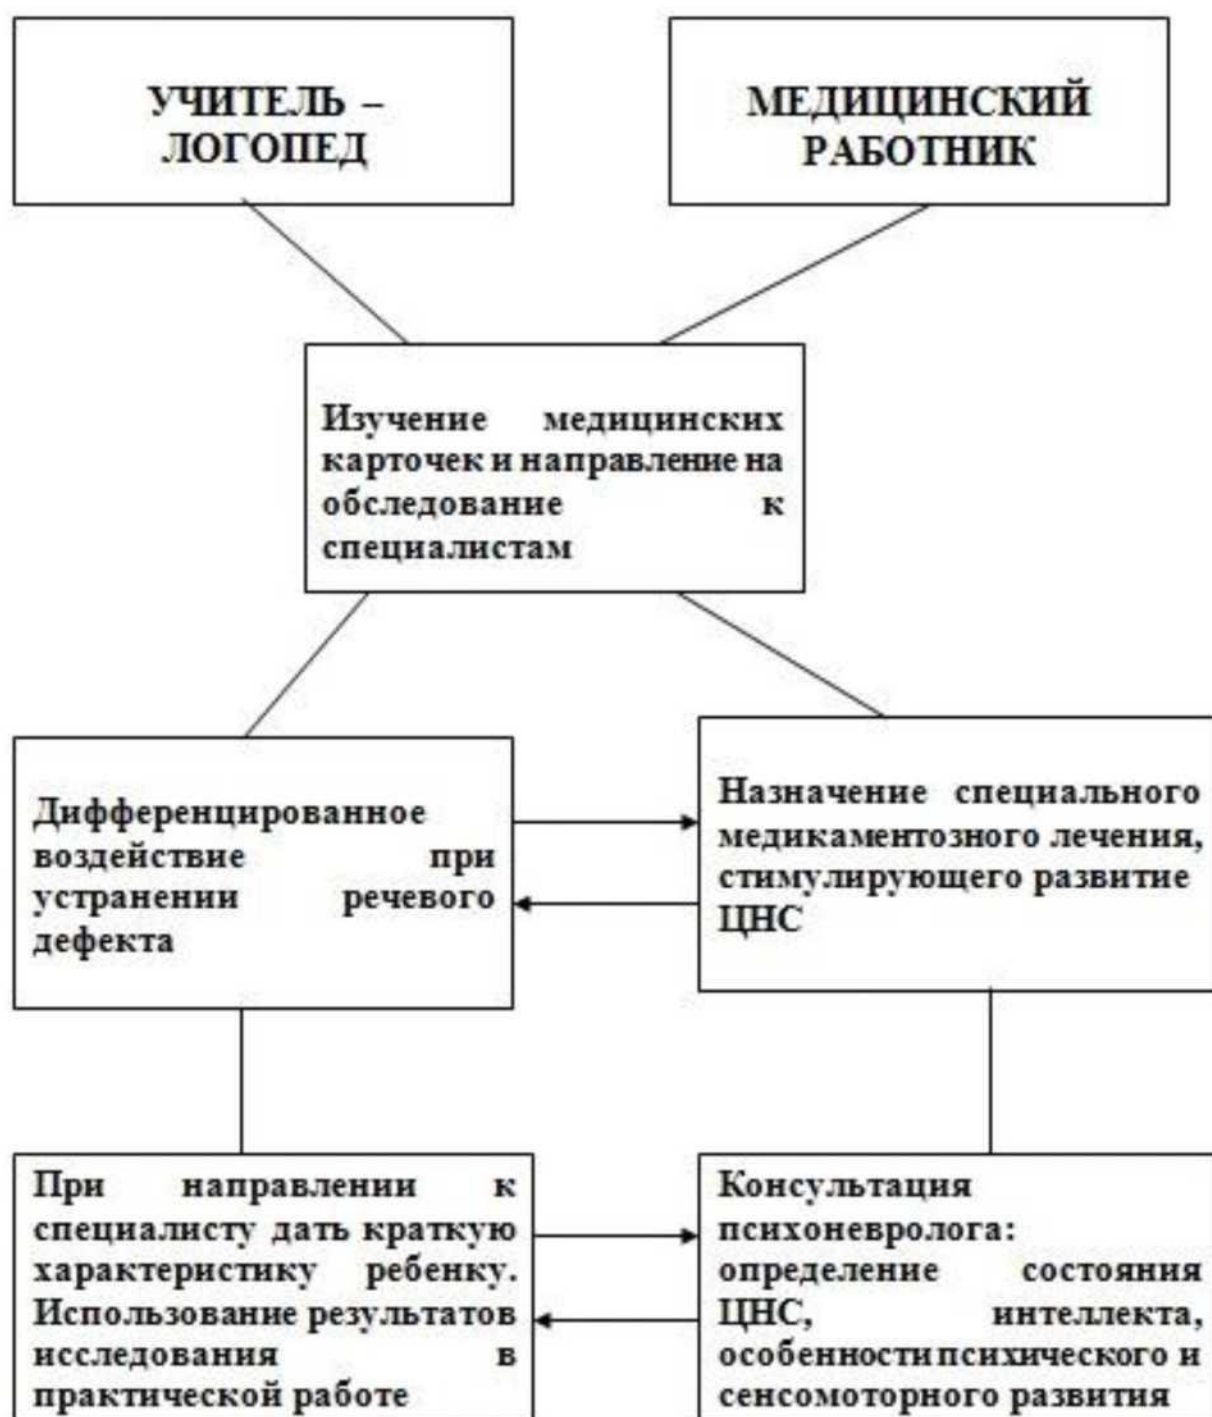 УЧИТЕЛЬ –
ЛОГОПЕД
МЕДИЦИНСКИЙ
РАБОТНИК
Изучение медицинских
карточек и направление на
обследование к
специалистам
Дифференцированное
воздействие при
устранении речевого
дефекта
Назначение специального
медикаментозного лечения,
стимулирующего развитие
ЦНС
При направлении к
специалисту дать краткую
характеристику ребенку.
Использование результатов
исследования в
практической работе
Консультация
психоневролога:
определение состояния
ЦНС, интеллекта,
особенности психического и
сенсомоторного развития